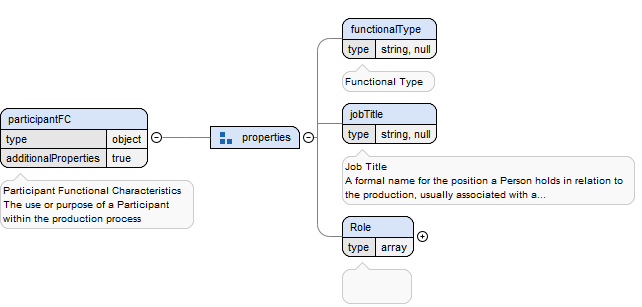 functionalType
type string, null
Functional Type
participantFC
type object
additionalProperties true
Participant Functional Characteristics
The use or purpose of a Participant
within the production process
properties
jobTitle
type string, null
Job Title
A formal name for the position a Person holds in relation to
the production, usually associated with a...
Role
type array